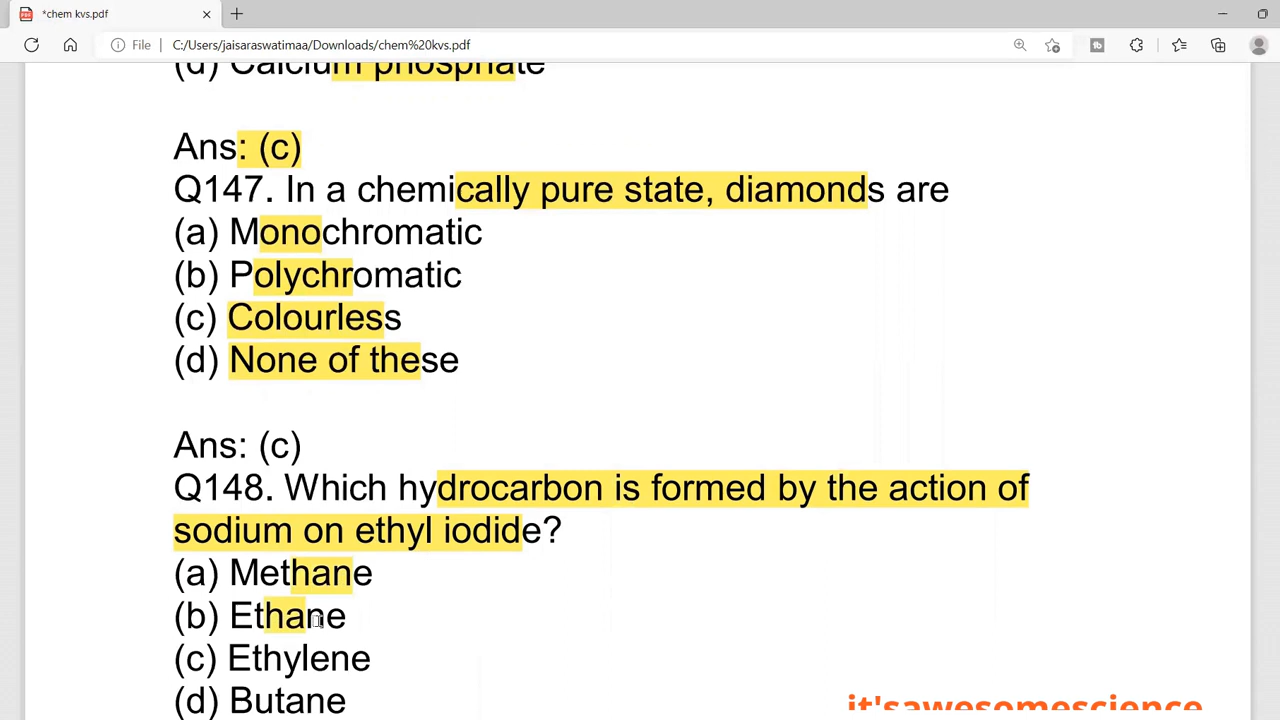 *chem kvs.pdf
File C:/Users/jaisaraswatimaa/Downloads/chem%20kvs.pdf
(d) Calcium phosphate
Ans: (c)
Q147. In a chemically pure state, diamonds are
(a) Monochromatic
(b) Polychromatic
(c) Colourless
(d) None of these
Ans: (c)
Q148. Which hydrocarbon is formed by the action of
sodium on ethyl iodide?
(a) Methane
(b) Ethane
(c) Ethylene
(d) Butane
it'sawesomescience